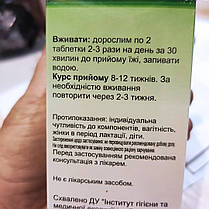 Вживати: дорослим по 2
таблетки 2-3 рази на день за 30
хвилин до прийому їжі, запивати
водою.
Курс прийому 8-12 тижнів. За
необхідністю вживання
повторити через 2-3 тижня.
Протипоказання: індивідуальна
чутливість до компонентів, вагітність,
жінки в період лактації, діти.
Перед застосуванням рекомендована
консультація з лікарем.
Не є лікарським засобом.
Схвалено ДУ "Інститут гігієни та
медичної